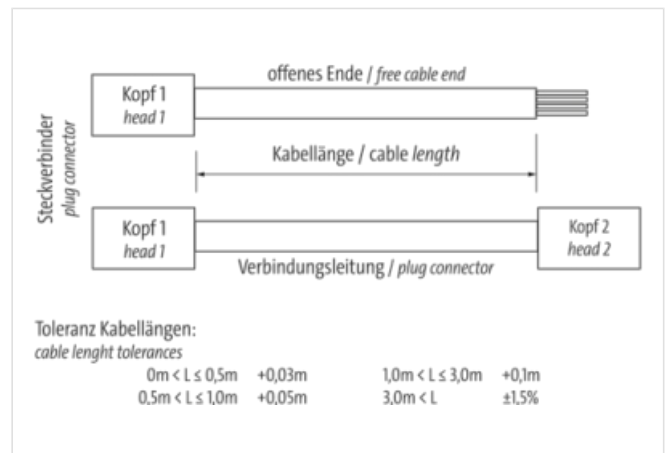 offenes Ende / free cable end
Kopf 1
head 1
Steckverbinder
plug connector
Kabellänge / cable length
Kopf 1
head 1
Kopf 2
head 2
Verbindungsleitung / plug connector
Toleranz Kabellängen:
cable lenght tolerances
0m < L ≤ 0,5m +0,03m 1,0m < L ≤ 3,0m +0,1m
0,5m < L ≤ 1,0m +0,05m 3,0m < L ±1,5%